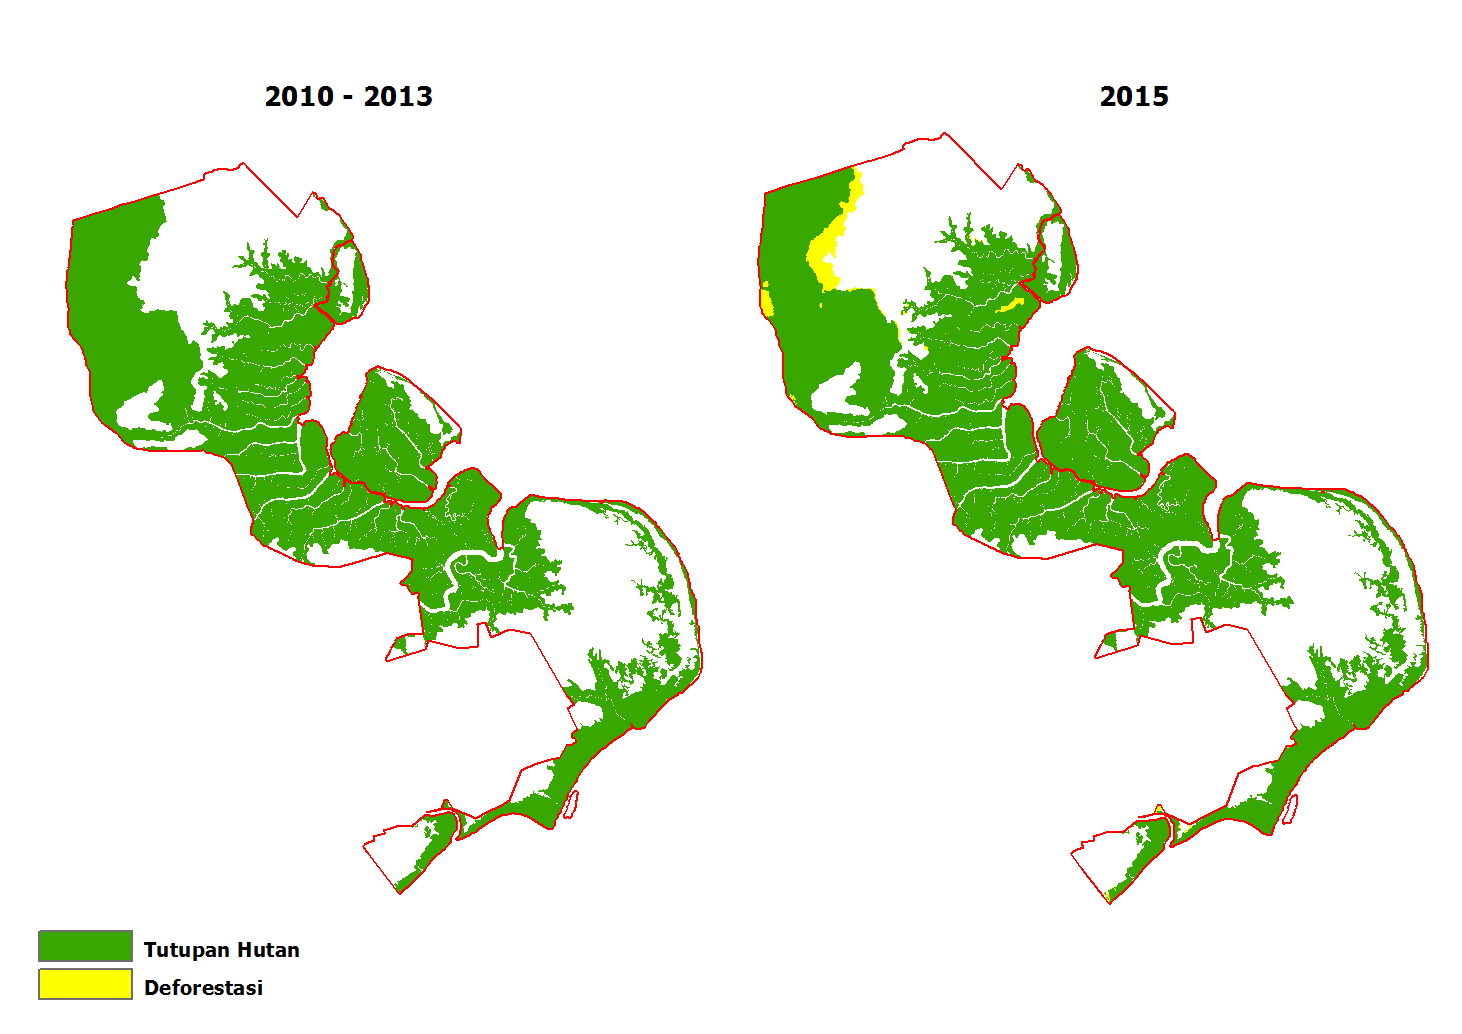 2010 - 2013
2015
Tutupan Hutan
Deforestasi